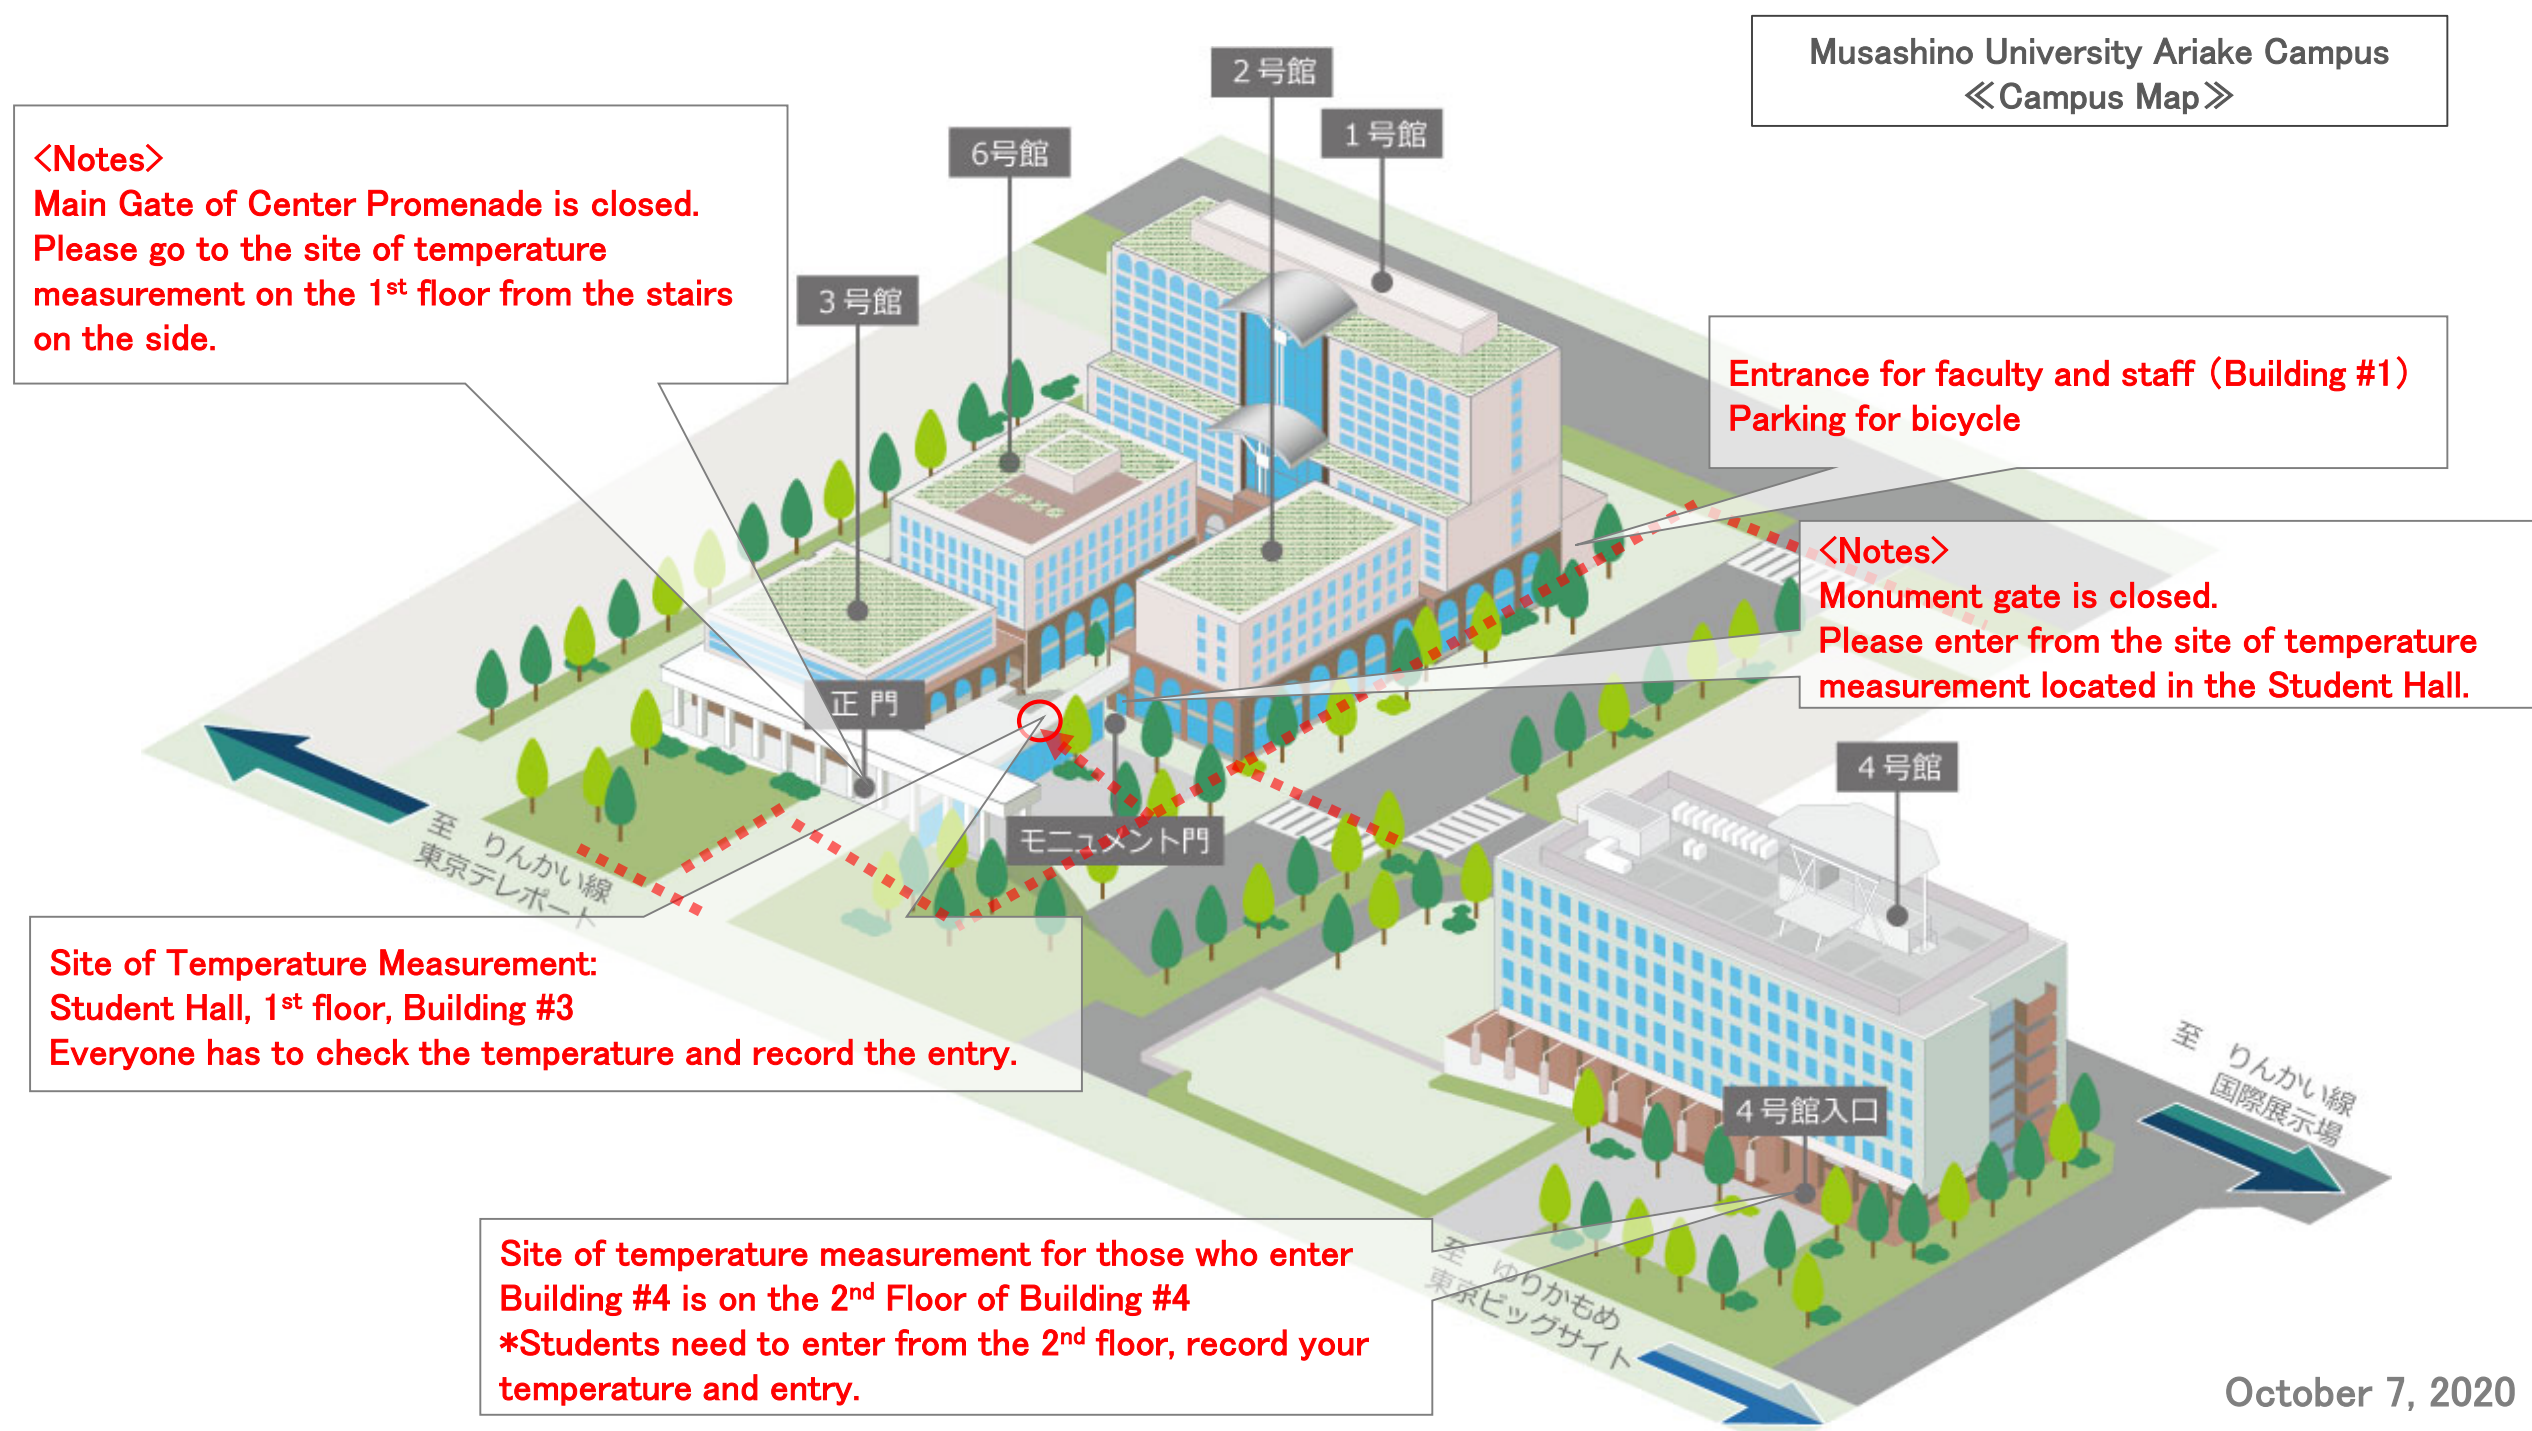 Musashino University Ariake Campus
≪Campus Map≫
２号館
１号館
6号館
３号館
<Notes>
Main Gate of Center Promenade is closed.
Please go to the site of temperature
measurement on the 1st floor from the stairs
on the side.
Entrance for faculty and staff（Building #1）
Parking for bicycle
<Notes>
Monument gate is closed.
Please enter from the site of temperature
measurement located in the Student Hall.
正 門
モニュメント門
４号館
至　りんかい線
東京テレポート
Site of Temperature Measurement:
Student Hall, 1st floor, Building #3
Everyone has to check the temperature and record the entry.
至　りんかい線
国際展示場
４号館入口
Site of temperature measurement for those who enter
Building #4 is on the 2nd Floor of Building #4
*Students need to enter from the 2nd floor, record your
temperature and entry.
至　ゆりかもめ
東京ビッグサイト
October 7, 2020